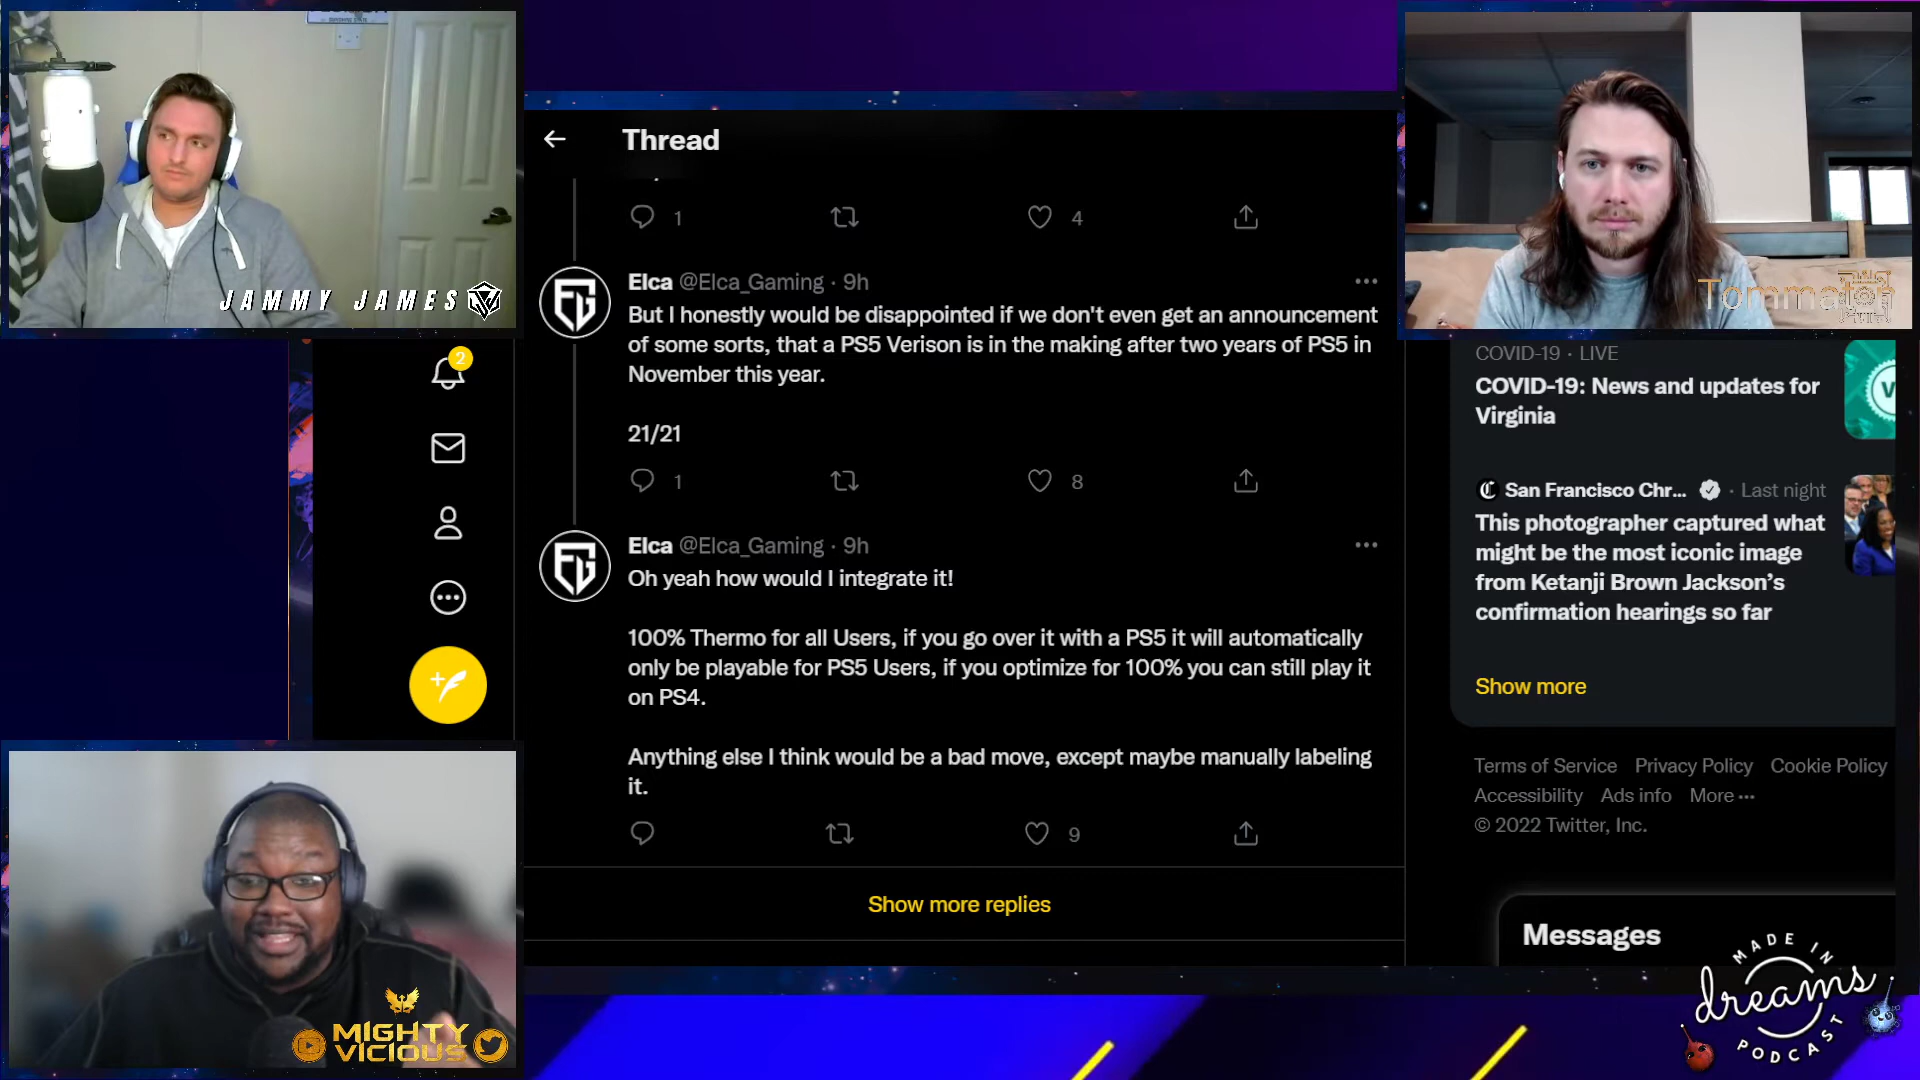 JAMMY JAMES
Thread
1
4
Elca @Elca_Gaming · 9h
But I honestly would be disappointed if we don't even get an announcement
of some sorts, that a PS5 Verison is in the making after two years of PS5 in
November this year.
21/21
1
8
Elca @Elca_Gaming · 9h
Oh yeah how would I integrate it!
100% Thermo for all Users, if you go over it with a PS5 it will automatically
only be playable for PS5 Users, if you optimize for 100% you can still play it
on PS4.
Anything else I think would be a bad move, except maybe manually labeling
it.
9
Show more replies
2
MIGHTY
VICIOUS
COVID-19 · LIVE
COVID-19: News and updates for
Virginia
San Francisco Chr... · Last night
This photographer captured what
might be the most iconic image
from Ketanji Brown Jackson's
confirmation hearings so far
Show more
Terms of Service Privacy Policy Cookie Policy
Accessibility Ads info More ···
© 2022 Twitter, Inc.
Messages
MADE IN
dreams
PODCAST